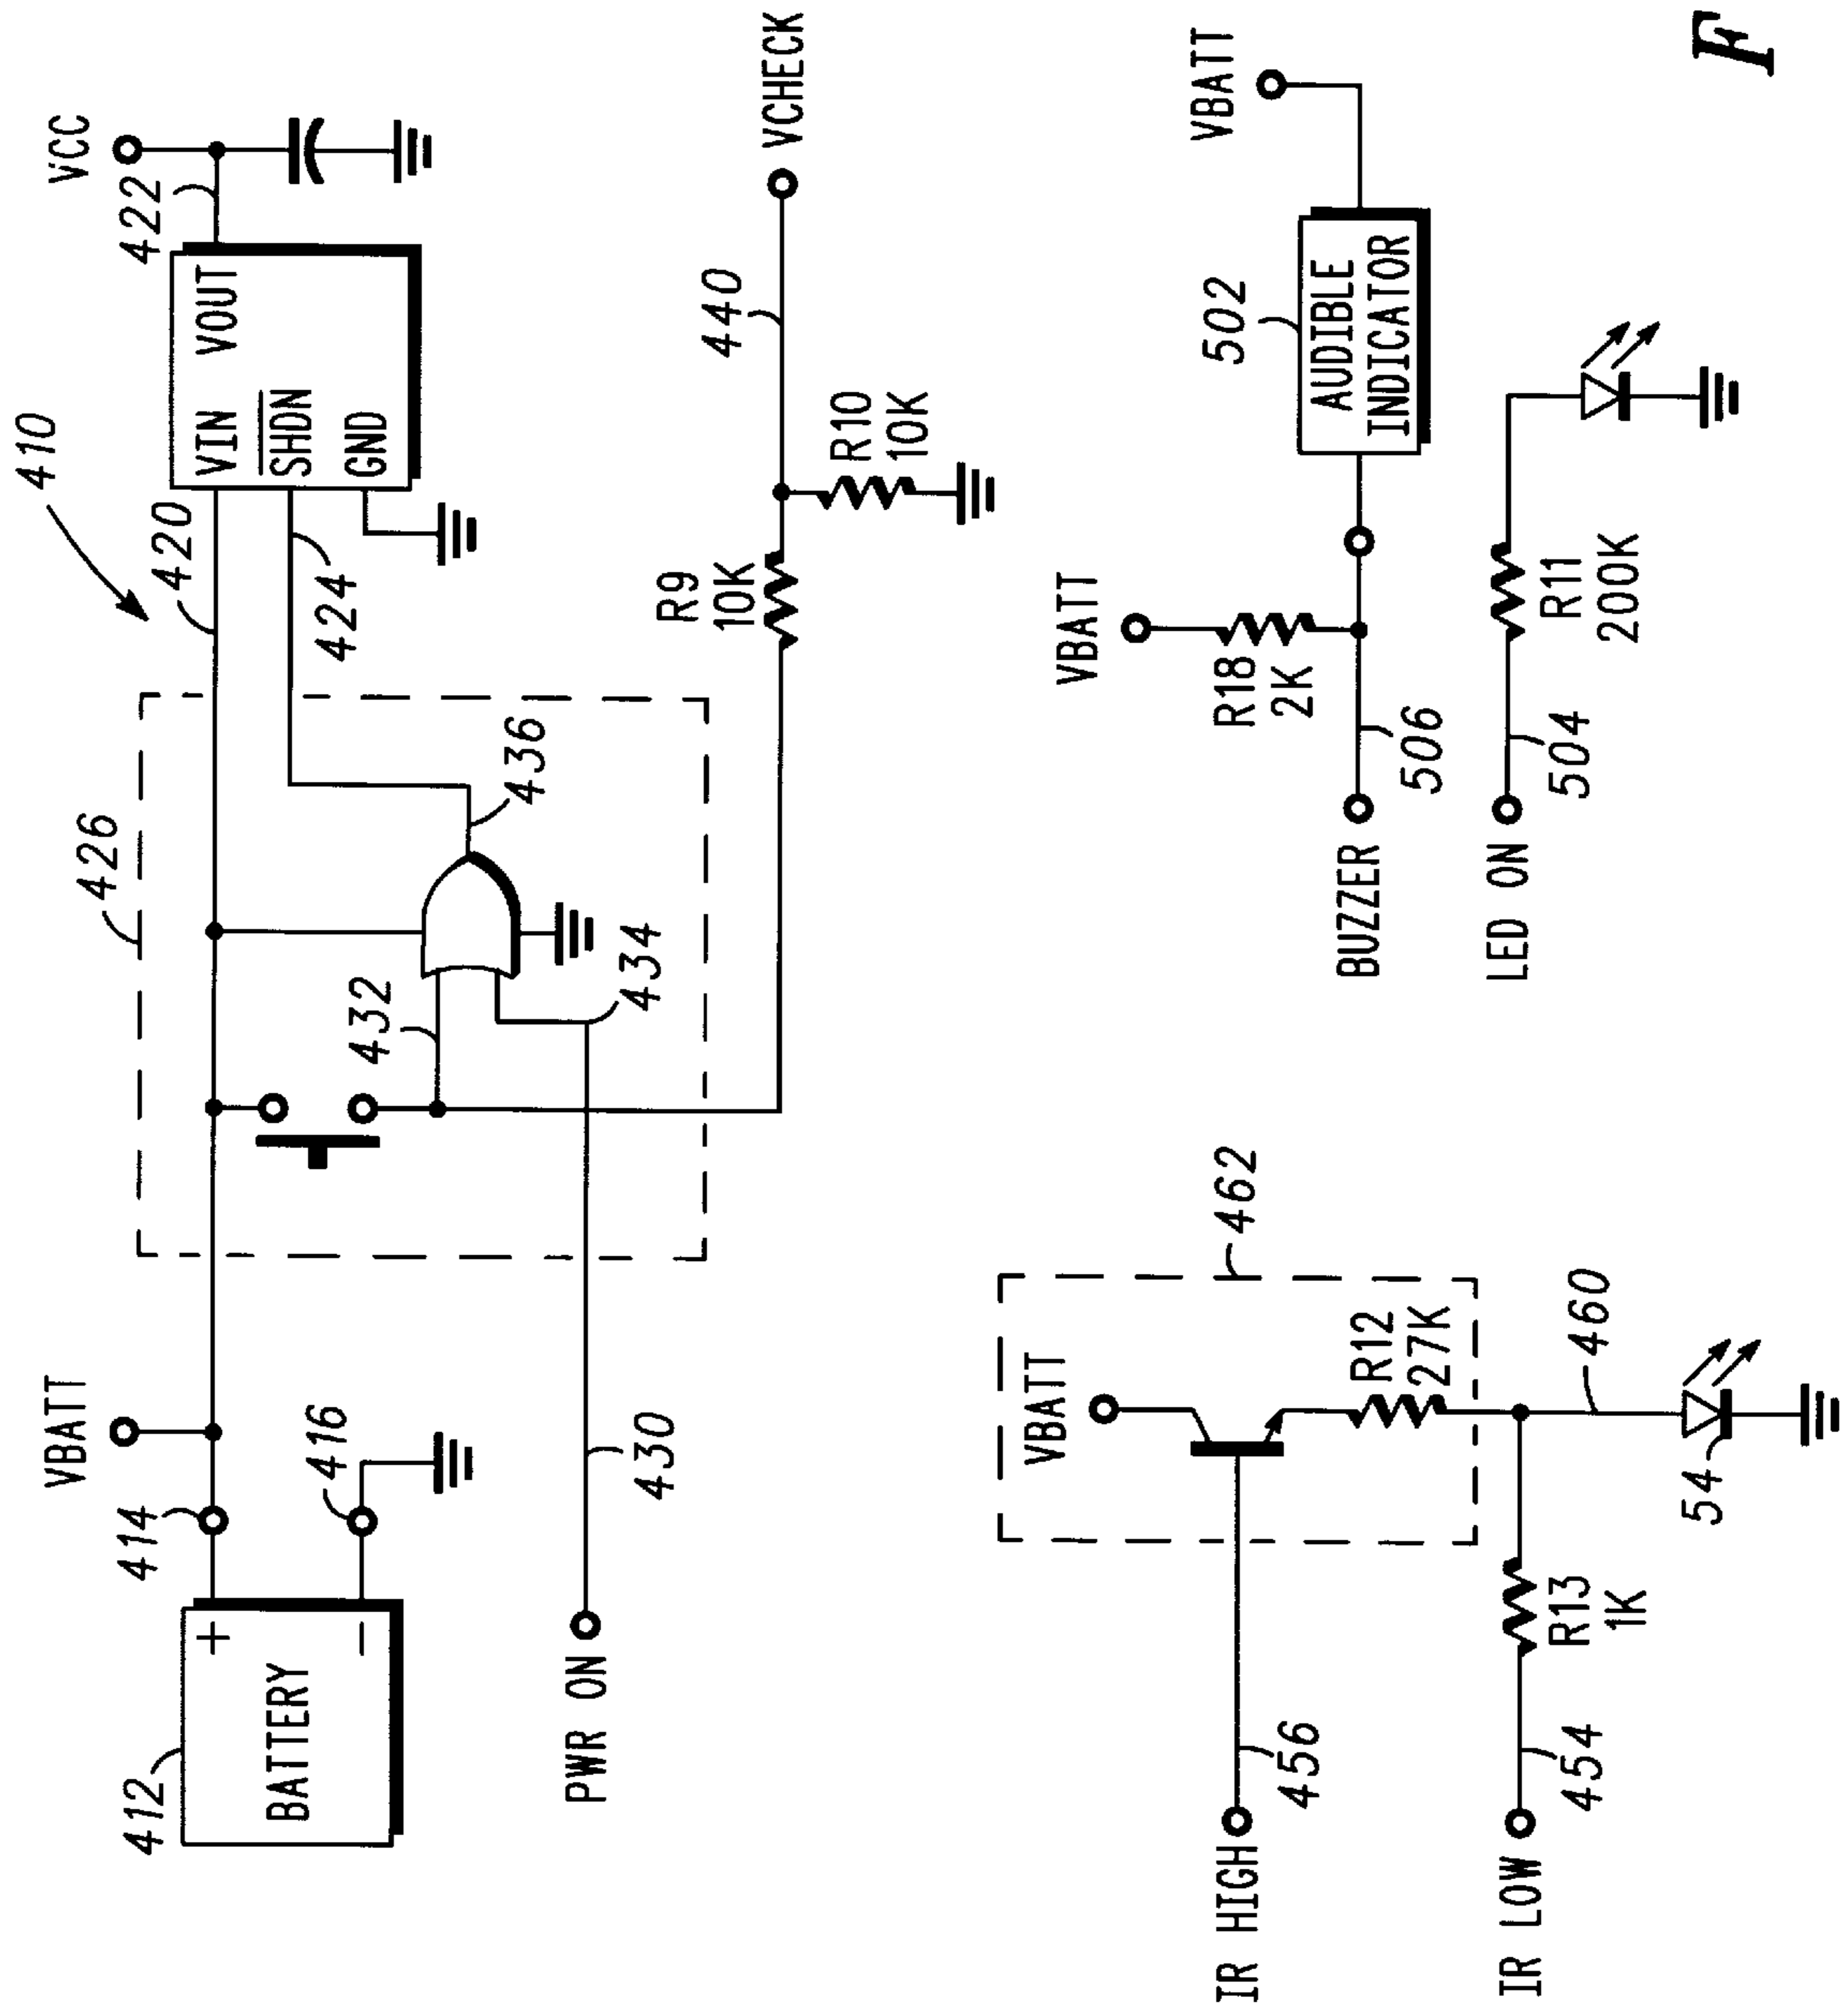 410
VBATT
414
412
BATTERY
+
−
416
426
420
VIN VOUT
SHDN
GND
422
VCC
424
432
434
436
PWR ON
430
R9
10K
440
VCHECK
R10
10K
462
VBATT
IR HIGH
456
R12
27K
IR LOW
454
R13
1K
460
54
VBATT
R18
2K
BUZZER
506
502
AUDIBLE
INDICATOR
VBATT
LED ON
504
R11
200K
F